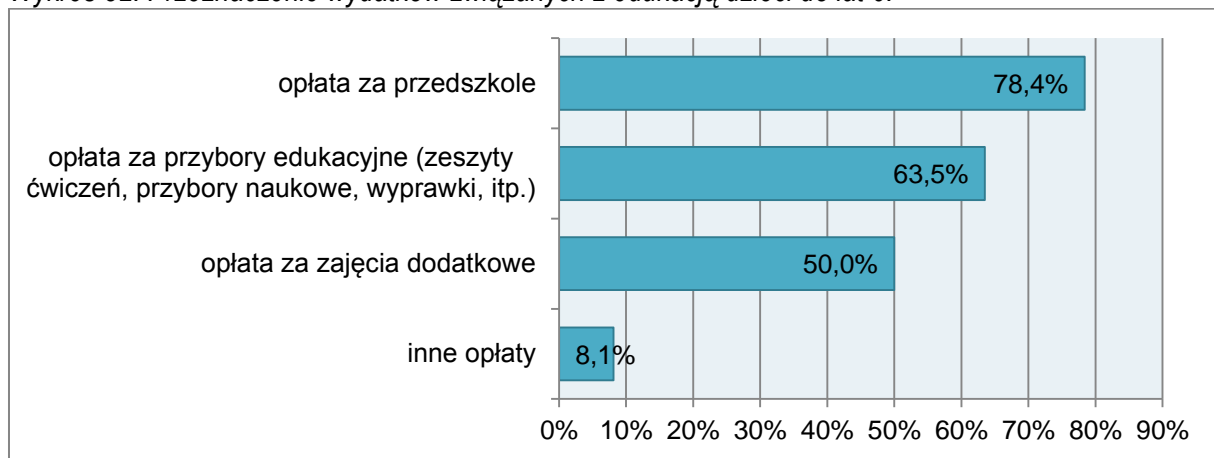 opłata za przedszkole
78,4%
opłata za przybory edukacyjne (zeszyty
ćwiczeń, przybory naukowe, wyprawki, itp.)
63,5%
opłata za zajęcia dodatkowe
50,0%
inne opłaty
8,1%
0% 10% 20% 30% 40% 50% 60% 70% 80% 90%